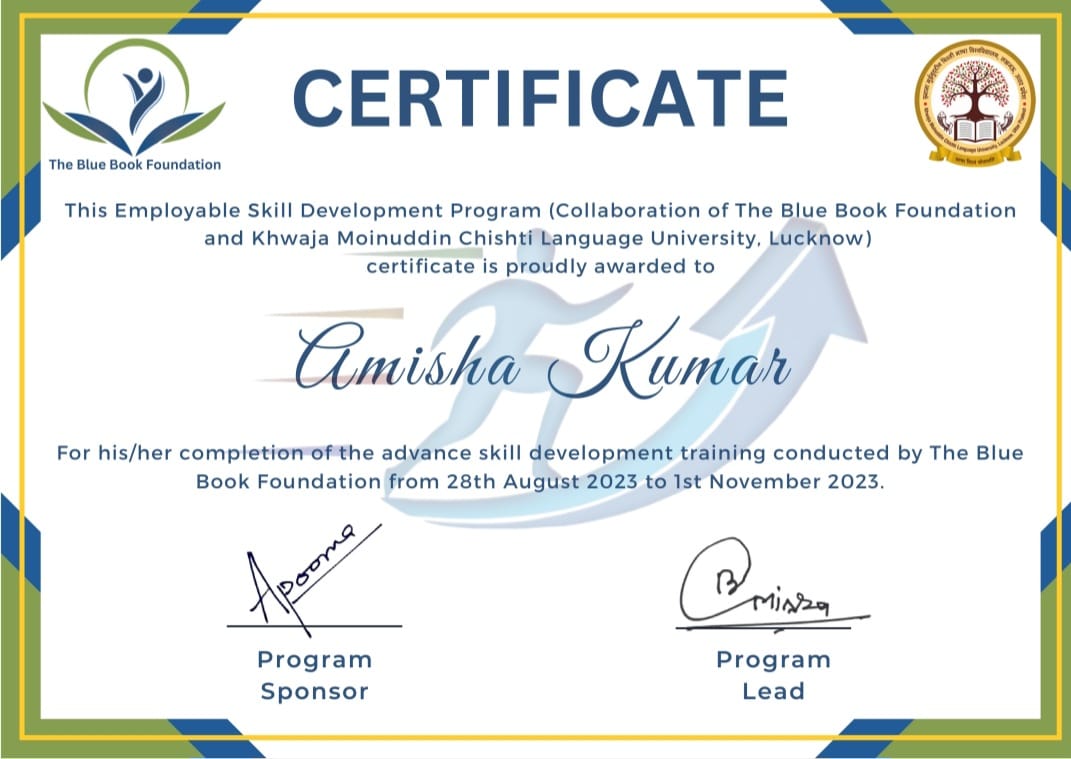 CERTIFICATE
The Blue Book Foundation
This Employable Skill Development Program (Collaboration of The Blue Book Foundation
and Khwaja Moinuddin Chishti Language University, Lucknow)
certificate is proudly awarded to
Amisha Kumar
For his/her completion of the advance skill development training conducted by The Blue
Book Foundation from 28th August 2023 to 1st November 2023.
Program
Sponsor
Program
Lead